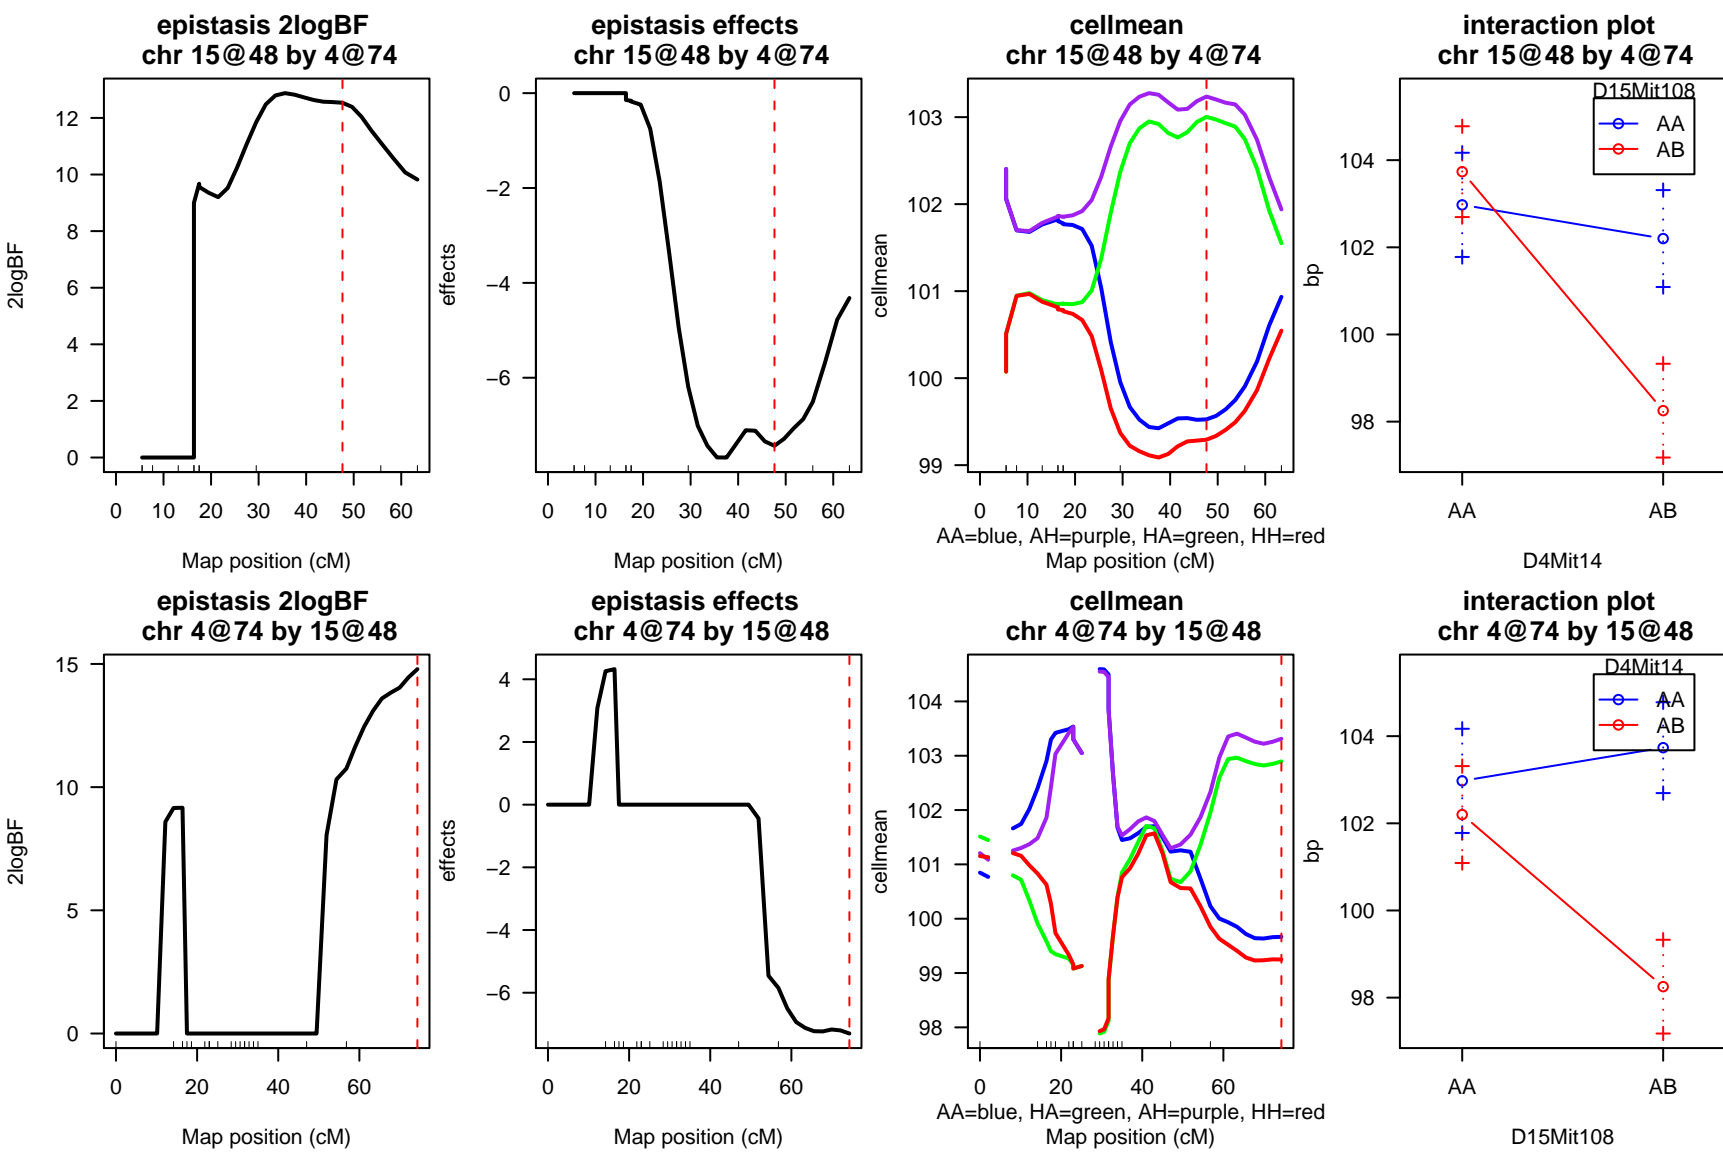 epistasis 2logBF
chr 15@48 by 4@74
2logBF
12
10
8
6
4
2
0
0 10 20 30 40 50 60
Map position (cM)
epistasis effects
chr 15@48 by 4@74
effects
0
−2
−4
−6
0 10 20 30 40 50 60
Map position (cM)
cellmean
chr 15@48 by 4@74
cellmean
103
102
101
100
99
0 10 20 30 40 50 60
AA=blue, AH=purple, HA=green, HH=red
Map position (cM)
interaction plot
chr 15@48 by 4@74
bp
104
102
100
98
D15Mit108
AA
AB
AA AB
D4Mit14
epistasis 2logBF
chr 4@74 by 15@48
2logBF
15
10
5
0
0 20 40 60
Map position (cM)
epistasis effects
chr 4@74 by 15@48
effects
4
2
0
−2
−4
−6
0 20 40 60
Map position (cM)
cellmean
chr 4@74 by 15@48
cellmean
104
103
102
101
100
99
98
0 20 40 60
AA=blue, HA=green, AH=purple, HH=red
Map position (cM)
interaction plot
chr 4@74 by 15@48
bp
104
102
100
98
D4Mit14
AA
AB
AA AB
D15Mit108